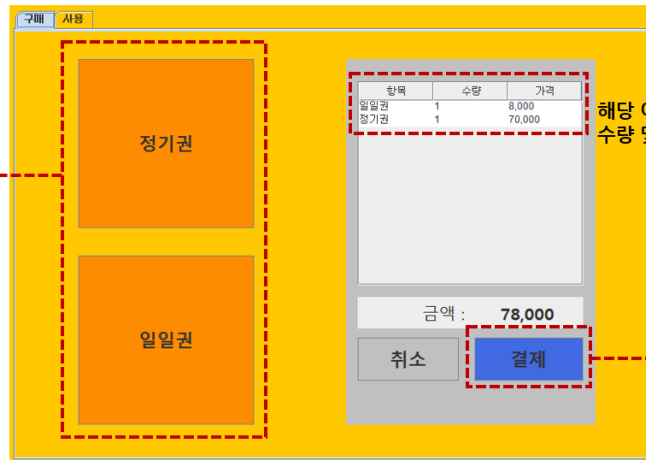 구매 사용
정기권
일일권
항목 수량 가격
일일권 1 8,000
정기권 1 70,000
금액 : 78,000
취소 결제
해당
수량